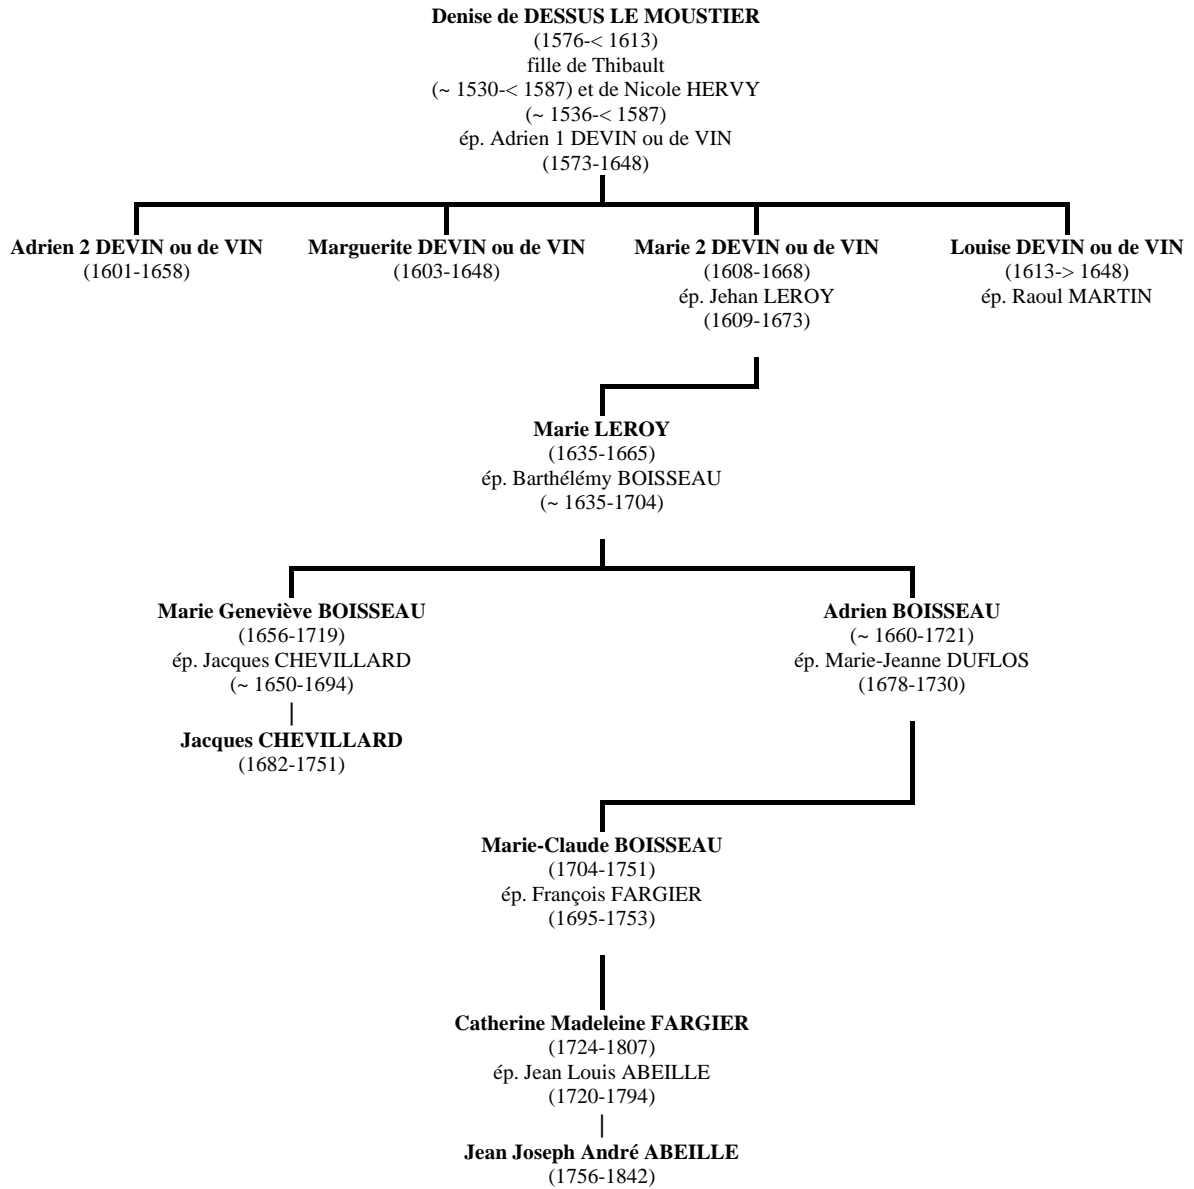 Denise de DESSUS LE MOUSTIER
(1576-< 1613)
fille de Thibault
(~ 1530-< 1587) et de Nicole HERVY
(~ 1536-< 1587)
ép. Adrien 1 DEVIN ou de VIN
(1573-1648)
Adrien 2 DEVIN ou de VIN
(1601-1658)
Marguerite DEVIN ou de VIN
(1603-1648)
Marie 2 DEVIN ou de VIN
(1608-1668)
ép. Jehan LEROY
(1609-1673)
Louise DEVIN ou de VIN
(1613-> 1648)
ép. Raoul MARTIN
Marie LEROY
(1635-1665)
ép. Barthélémy BOISSEAU
(~ 1635-1704)
Marie Geneviève BOISSEAU
(1656-1719)
ép. Jacques CHEVILLARD
(~ 1650-1694)
Jacques CHEVILLARD
(1682-1751)
Adrien BOISSEAU
(~ 1660-1721)
ép. Marie-Jeanne DUFLOS
(1678-1730)
Marie-Claude BOISSEAU
(1704-1751)
ép. François FARGIER
(1695-1753)
Catherine Madeleine FARGIER
(1724-1807)
ép. Jean Louis ABEILLE
(1720-1794)
Jean Joseph André ABEILLE
(1756-1842)